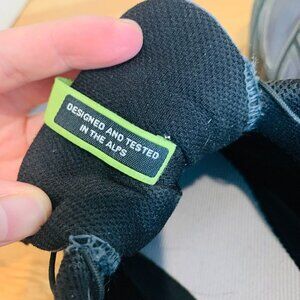 DESIGNED AND TESTED
IN THE ALPS